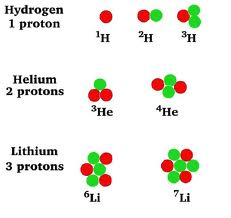 Hydrogen
1 proton
¹H ²H ³H
Helium
2 protons
³He ⁴He
Lithium
3 protons
⁶Li ⁷Li